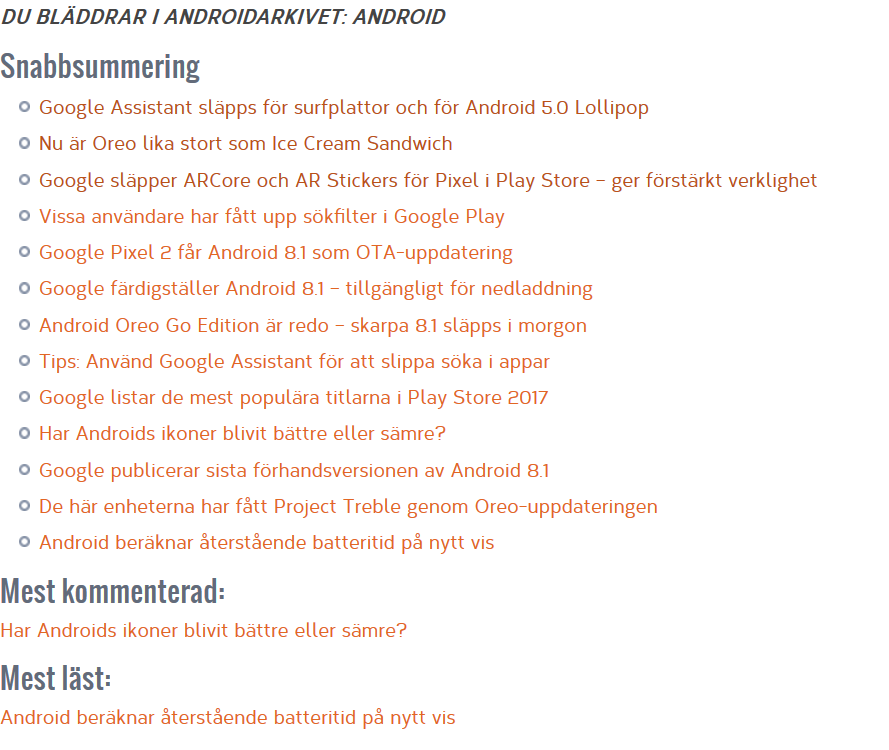 DU BLÄDDRAR I ANDROIDARKIVET: ANDROID
Snabbsummering
Google Assistant släpps för surfplattor och för Android 5.0 Lollipop
Nu är Oreo lika stort som Ice Cream Sandwich
Google släpper ARCore och AR Stickers för Pixel i Play Store – ger förstärkt verklighet
Vissa användare har fått upp sökfilter i Google Play
Google Pixel 2 får Android 8.1 som OTA-uppdatering
Google färdigställer Android 8.1 – tillgängligt för nedladdning
Android Oreo Go Edition är redo – skarpa 8.1 släpps i morgon
Tips: Använd Google Assistant för att slippa söka i appar
Google listar de mest populära titlarna i Play Store 2017
Har Androids ikoner blivit bättre eller sämre?
Google publicerar sista förhandsversionen av Android 8.1
De här enheterna har fått Project Treble genom Oreo-uppdateringen
Android beräknar återstående batteritid på nytt vis
Mest kommenterad:
Har Androids ikoner blivit bättre eller sämre?
Mest läst:
Android beräknar återstående batteritid på nytt vis